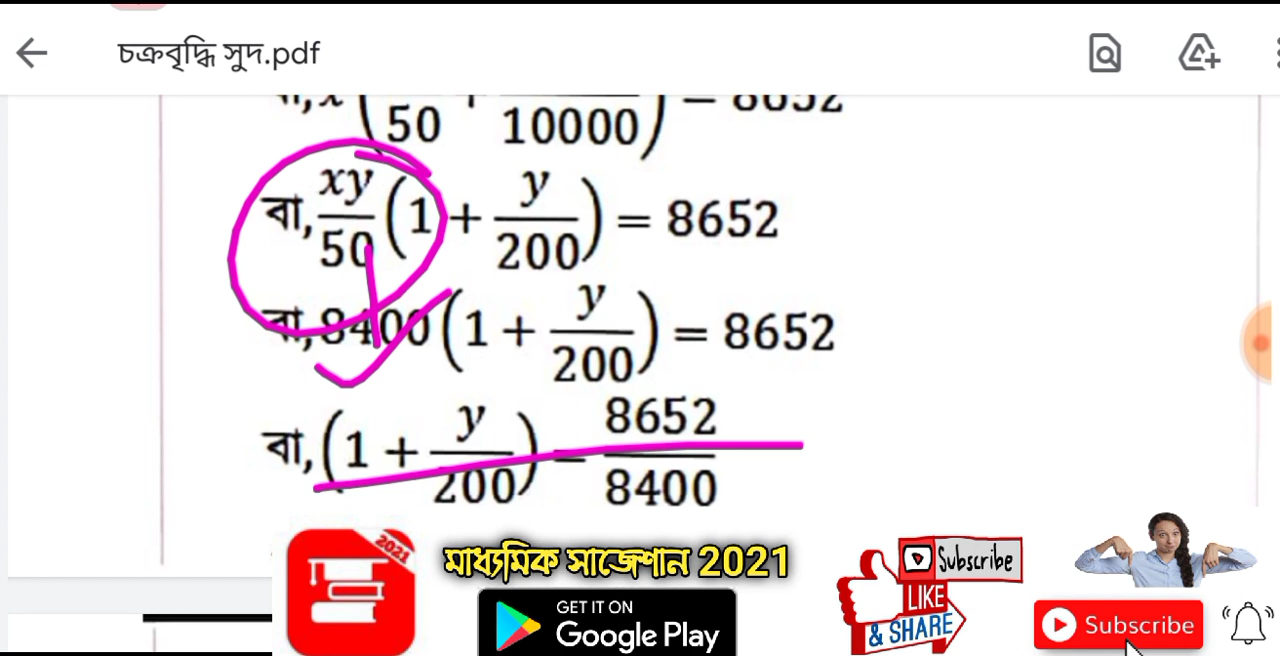 চক্রবৃদ্ধি সুদ.pdf
বা, x (/50 + /10000) = 8652
বা, xy/50 (1 + y/200) = 8652
বা, 8400 (1 + y/200) = 8652
বা, (1 + y/200) = 8652/8400
2021
মাধ্যমিক সাজেশান 2021
GET IT ON
Google Play
Subscribe
LIKE
& SHARE
Subscribe